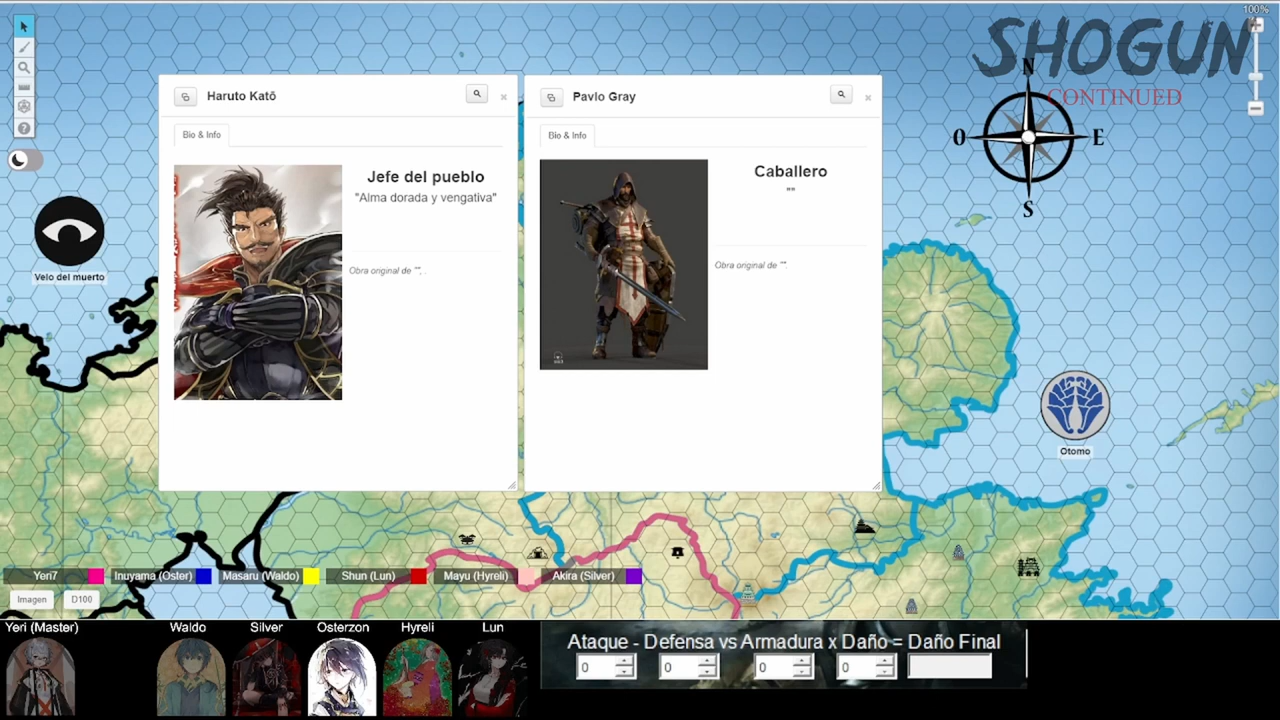 100%
SHOGUN
CONTINUED
N
O
E
S
Haruto Katō
Bio & Info
Jefe del pueblo
"Alma dorada y vengativa"
Obra original de "", .
Pavlo Gray
Bio & Info
Caballero
""
Obra original de "".
Velo del muerto
Otomo
Yeri7
Inuyama (Oster)
Masaru (Waldo)
Shun (Lun)
Mayu (Hyreli)
Akira (Silver)
Imagen
D100
Yeri (Master)
Waldo
Silver
Osterzon
Hyreli
Lun
Ataque - Defensa vs Armadura x Daño = Daño Final
0
0
0
0